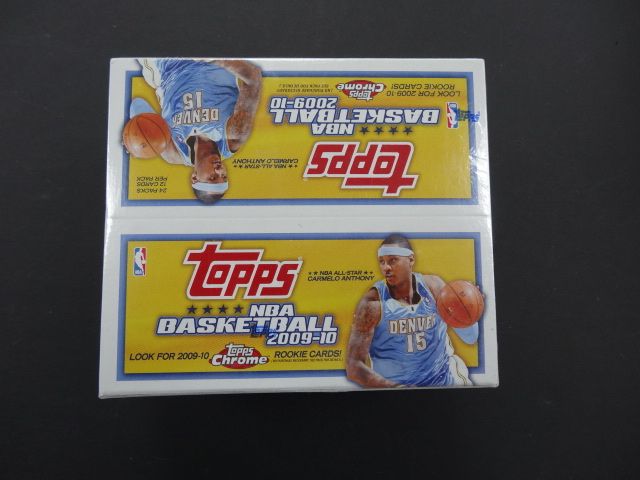 TOPPS
★★★★ NBA
BASKETBALL
2009-10
LOOK FOR 2009-10
TOPPS
Chrome
ROOKIE CARDS!
★★ NBA ALL-STAR ★★
CARMELO ANTHONY
DENVER
15
NBA
TOPPS
★★★★ NBA
BASKETBALL
2009-10
LOOK FOR 2009-10
ROOKIE CARDS!
TOPPS
Chrome
★★ NBA ALL-STAR ★★
CARMELO ANTHONY
24 PACKS
12 CARDS
PER PACK
DENVER
15
NBA